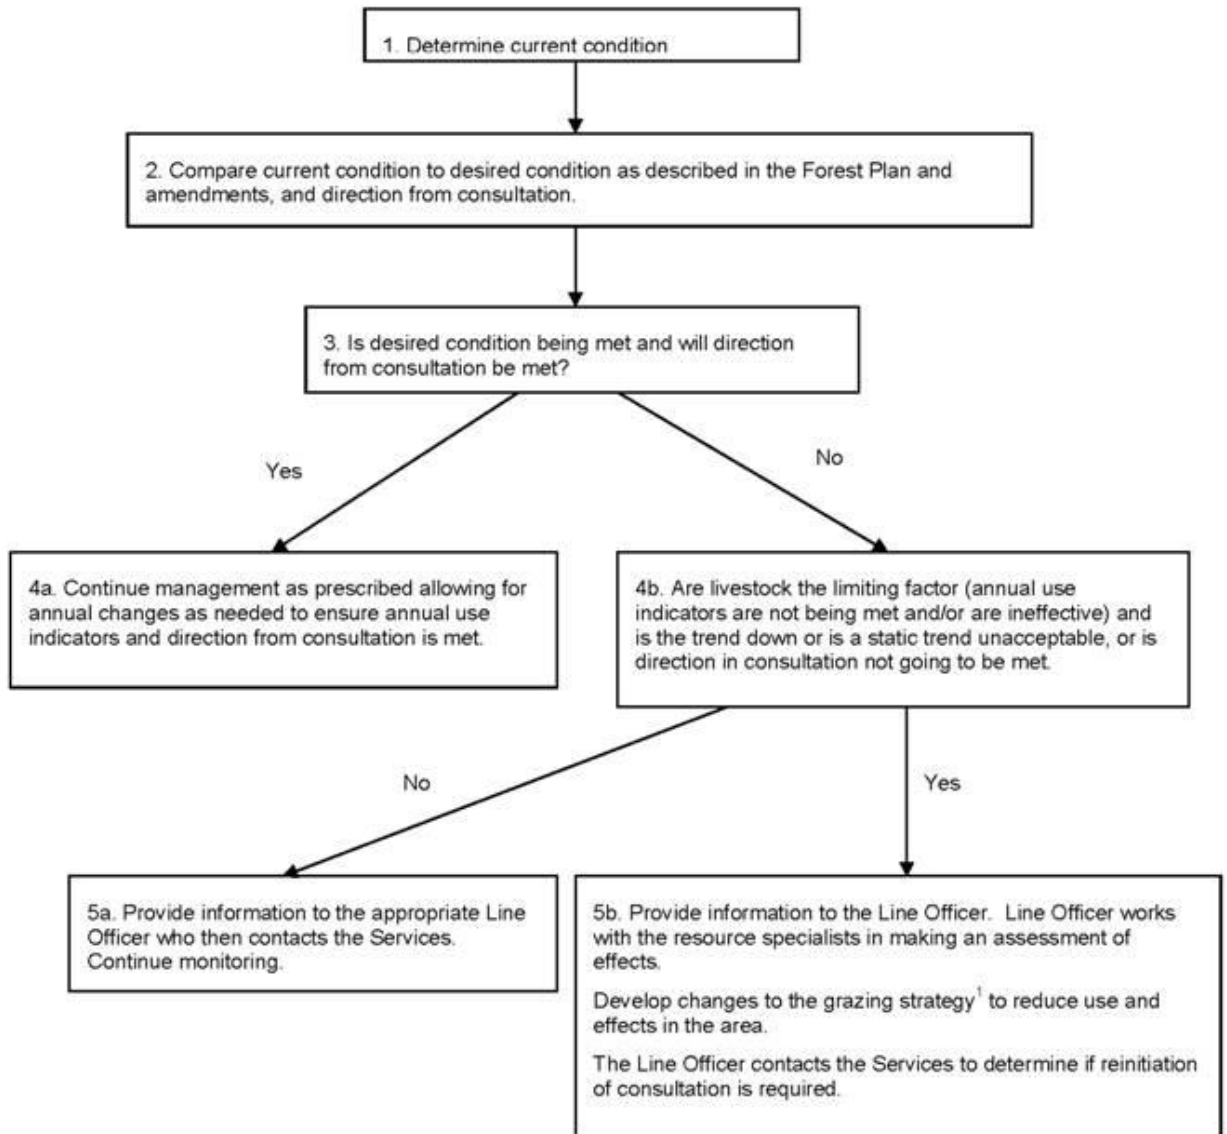 1. Determine current condition
2. Compare current condition to desired condition as described in the Forest Plan and
amendments, and direction from consultation.
3. Is desired condition being met and will direction
from consultation be met?
Yes
No
4a. Continue management as prescribed allowing for
annual changes as needed to ensure annual use
indicators and direction from consultation is met.
4b. Are livestock the limiting factor (annual use
indicators are not being met and/or are ineffective) and
is the trend down or is a static trend unacceptable, or is
direction in consultation not going to be met.
No
Yes
5a. Provide information to the appropriate Line
Officer who then contacts the Services.
Continue monitoring.
5b. Provide information to the Line Officer. Line Officer works
with the resource specialists in making an assessment of
effects.
Develop changes to the grazing strategy¹ to reduce use and
effects in the area.
The Line Officer contacts the Services to determine if reinitiation
of consultation is required.